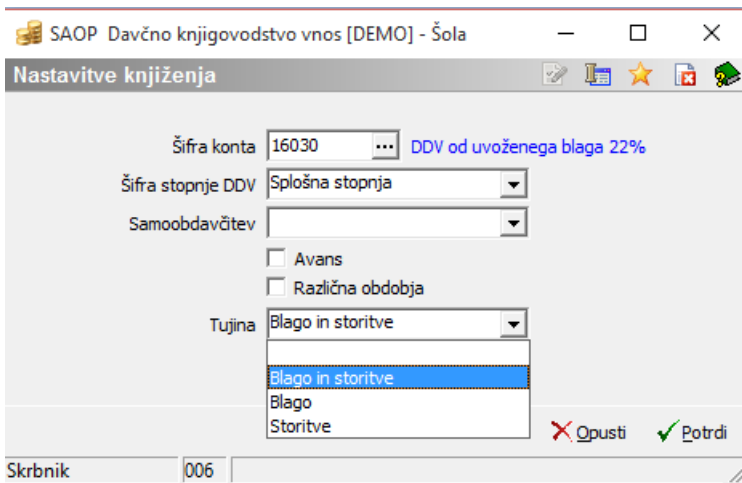 SAOP Davčno knjigovodstvo vnos [DEMO] - Šola
Nastavitve knjiženja
Šifra konta 16030 ... DDV od uvoženega blaga 22%
Šifra stopnje DDV Splošna stopnja
Samoobdavčitev
Avans
Različna obdobja
Tujina Blago in storitve
Blago in storitve
Blago
Storitve
Opusti Potrdi
Skrbnik 006